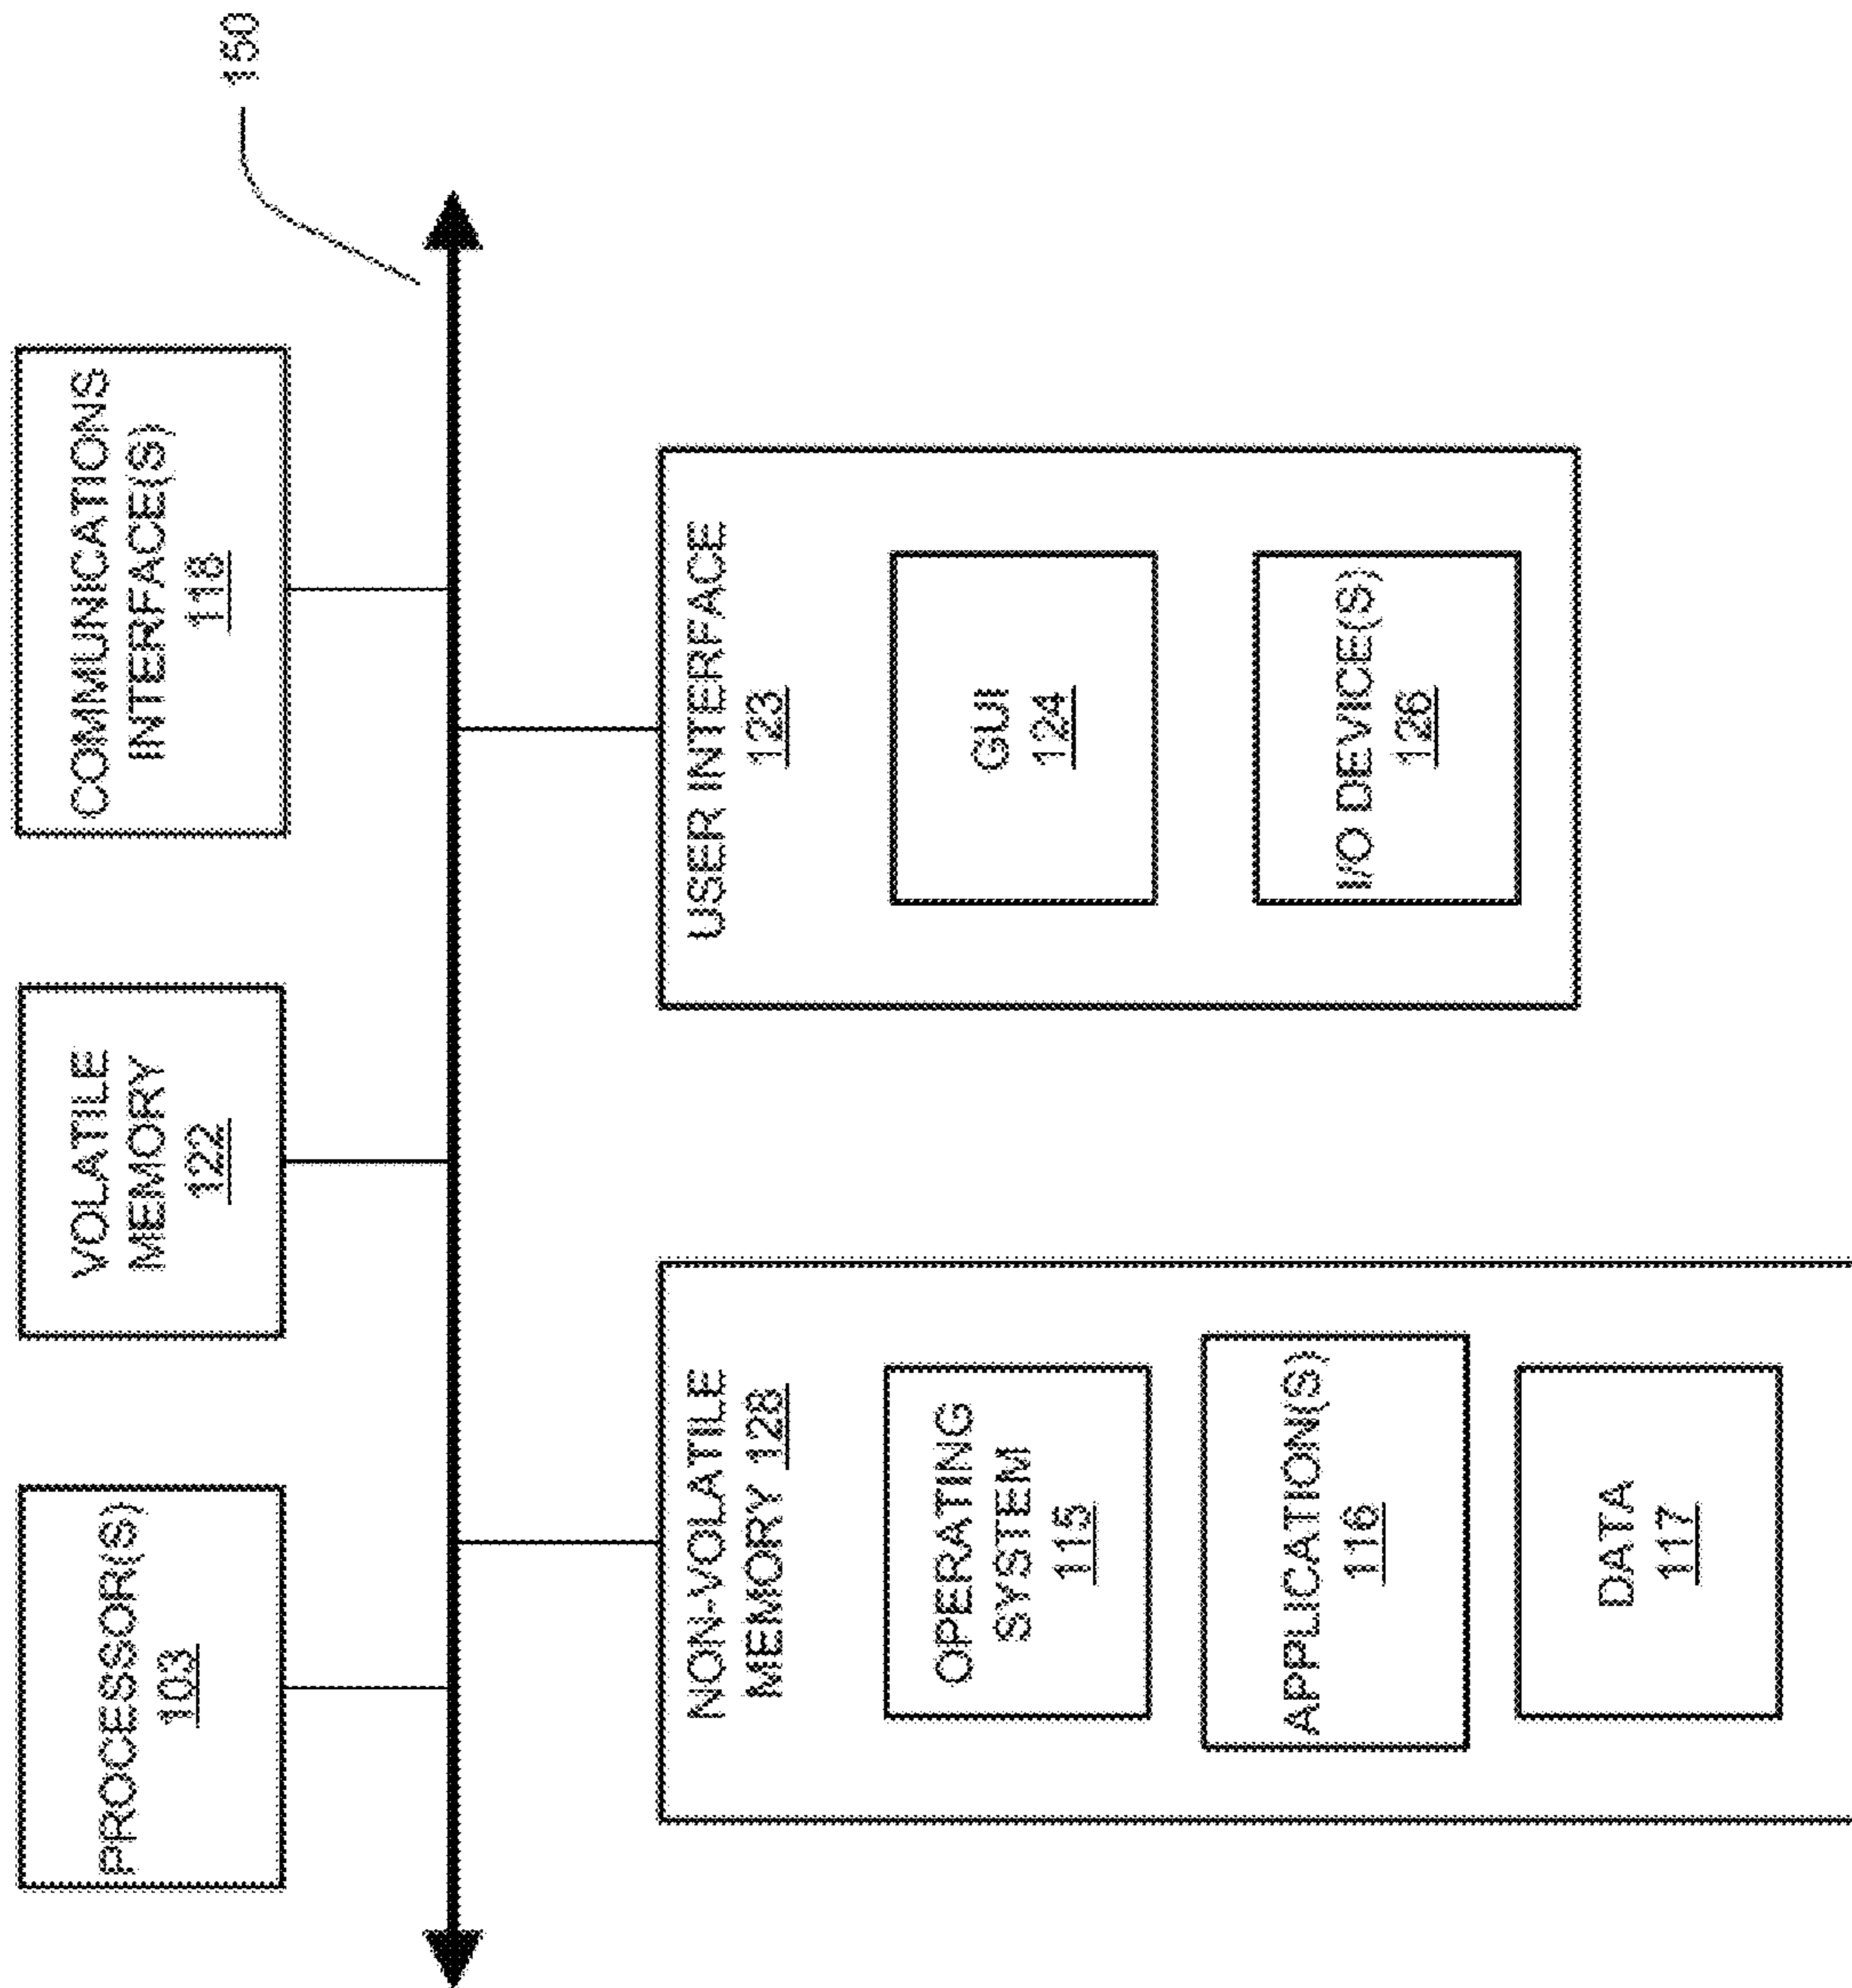 PROCESSOR(S)
103
VOLATILE
MEMORY
122
COMMUNICATIONS
INTERFACE(S)
118
150
NON-VOLATILE
MEMORY 128
OPERATING
SYSTEM
115
APPLICATION(S)
116
DATA
117
USER INTERFACE
123
GUI
124
I/O DEVICE(S)
126